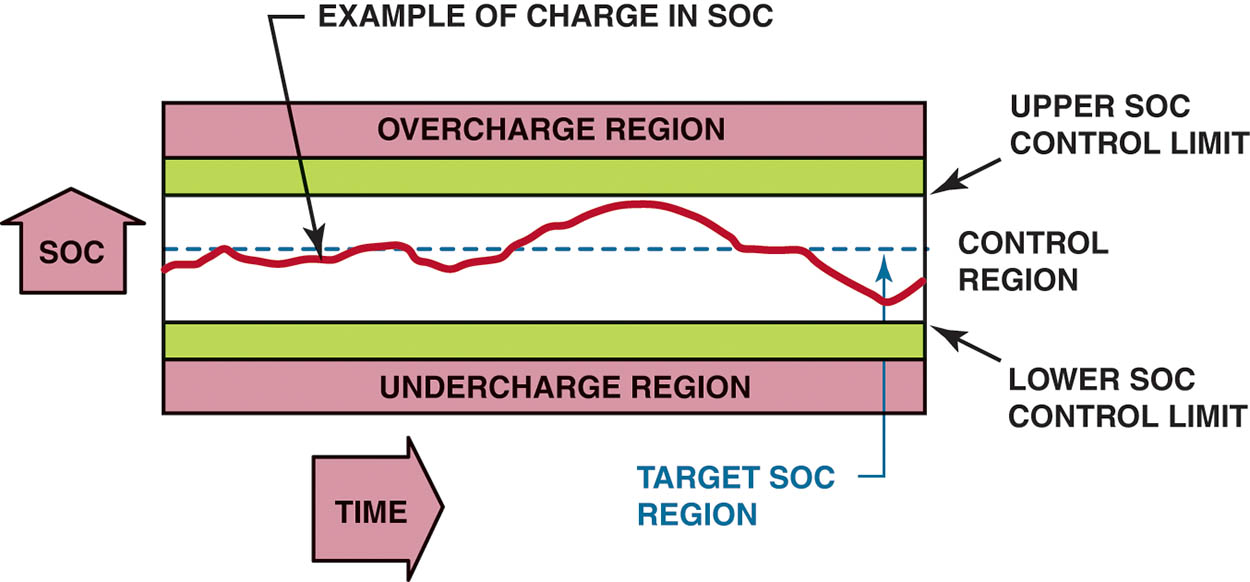 EXAMPLE OF CHARGE IN SOC
OVERCHARGE REGION
UPPER SOC
CONTROL LIMIT
SOC
CONTROL
REGION
UNDERCHARGE REGION
LOWER SOC
CONTROL LIMIT
TARGET SOC
REGION
TIME